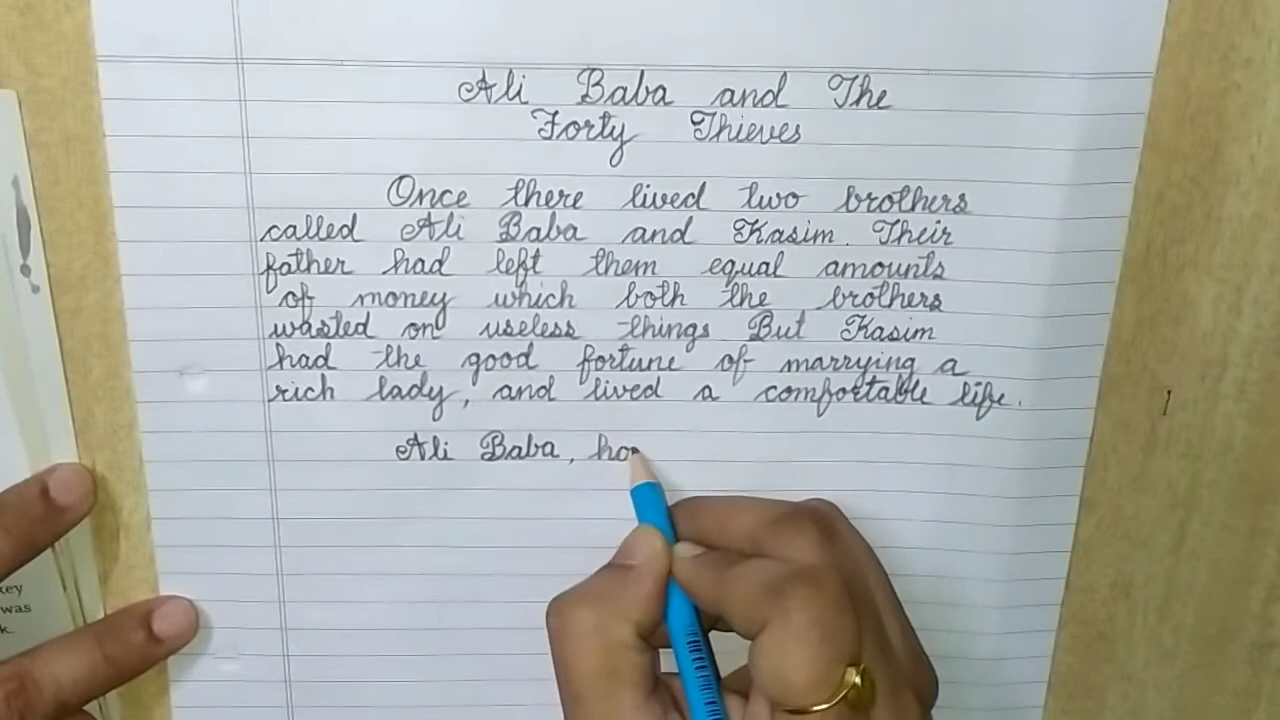 Ali Baba and The
Forty Thieves
Once there lived two brothers
called Ali Baba and Kasim. Their
father had left them equal amounts
of money which both the brothers
wasted on useless things But Kasim
had the good fortune of marrying a
rich lady, and lived a comfortable life.
Ali Baba, ho
key
was
k.